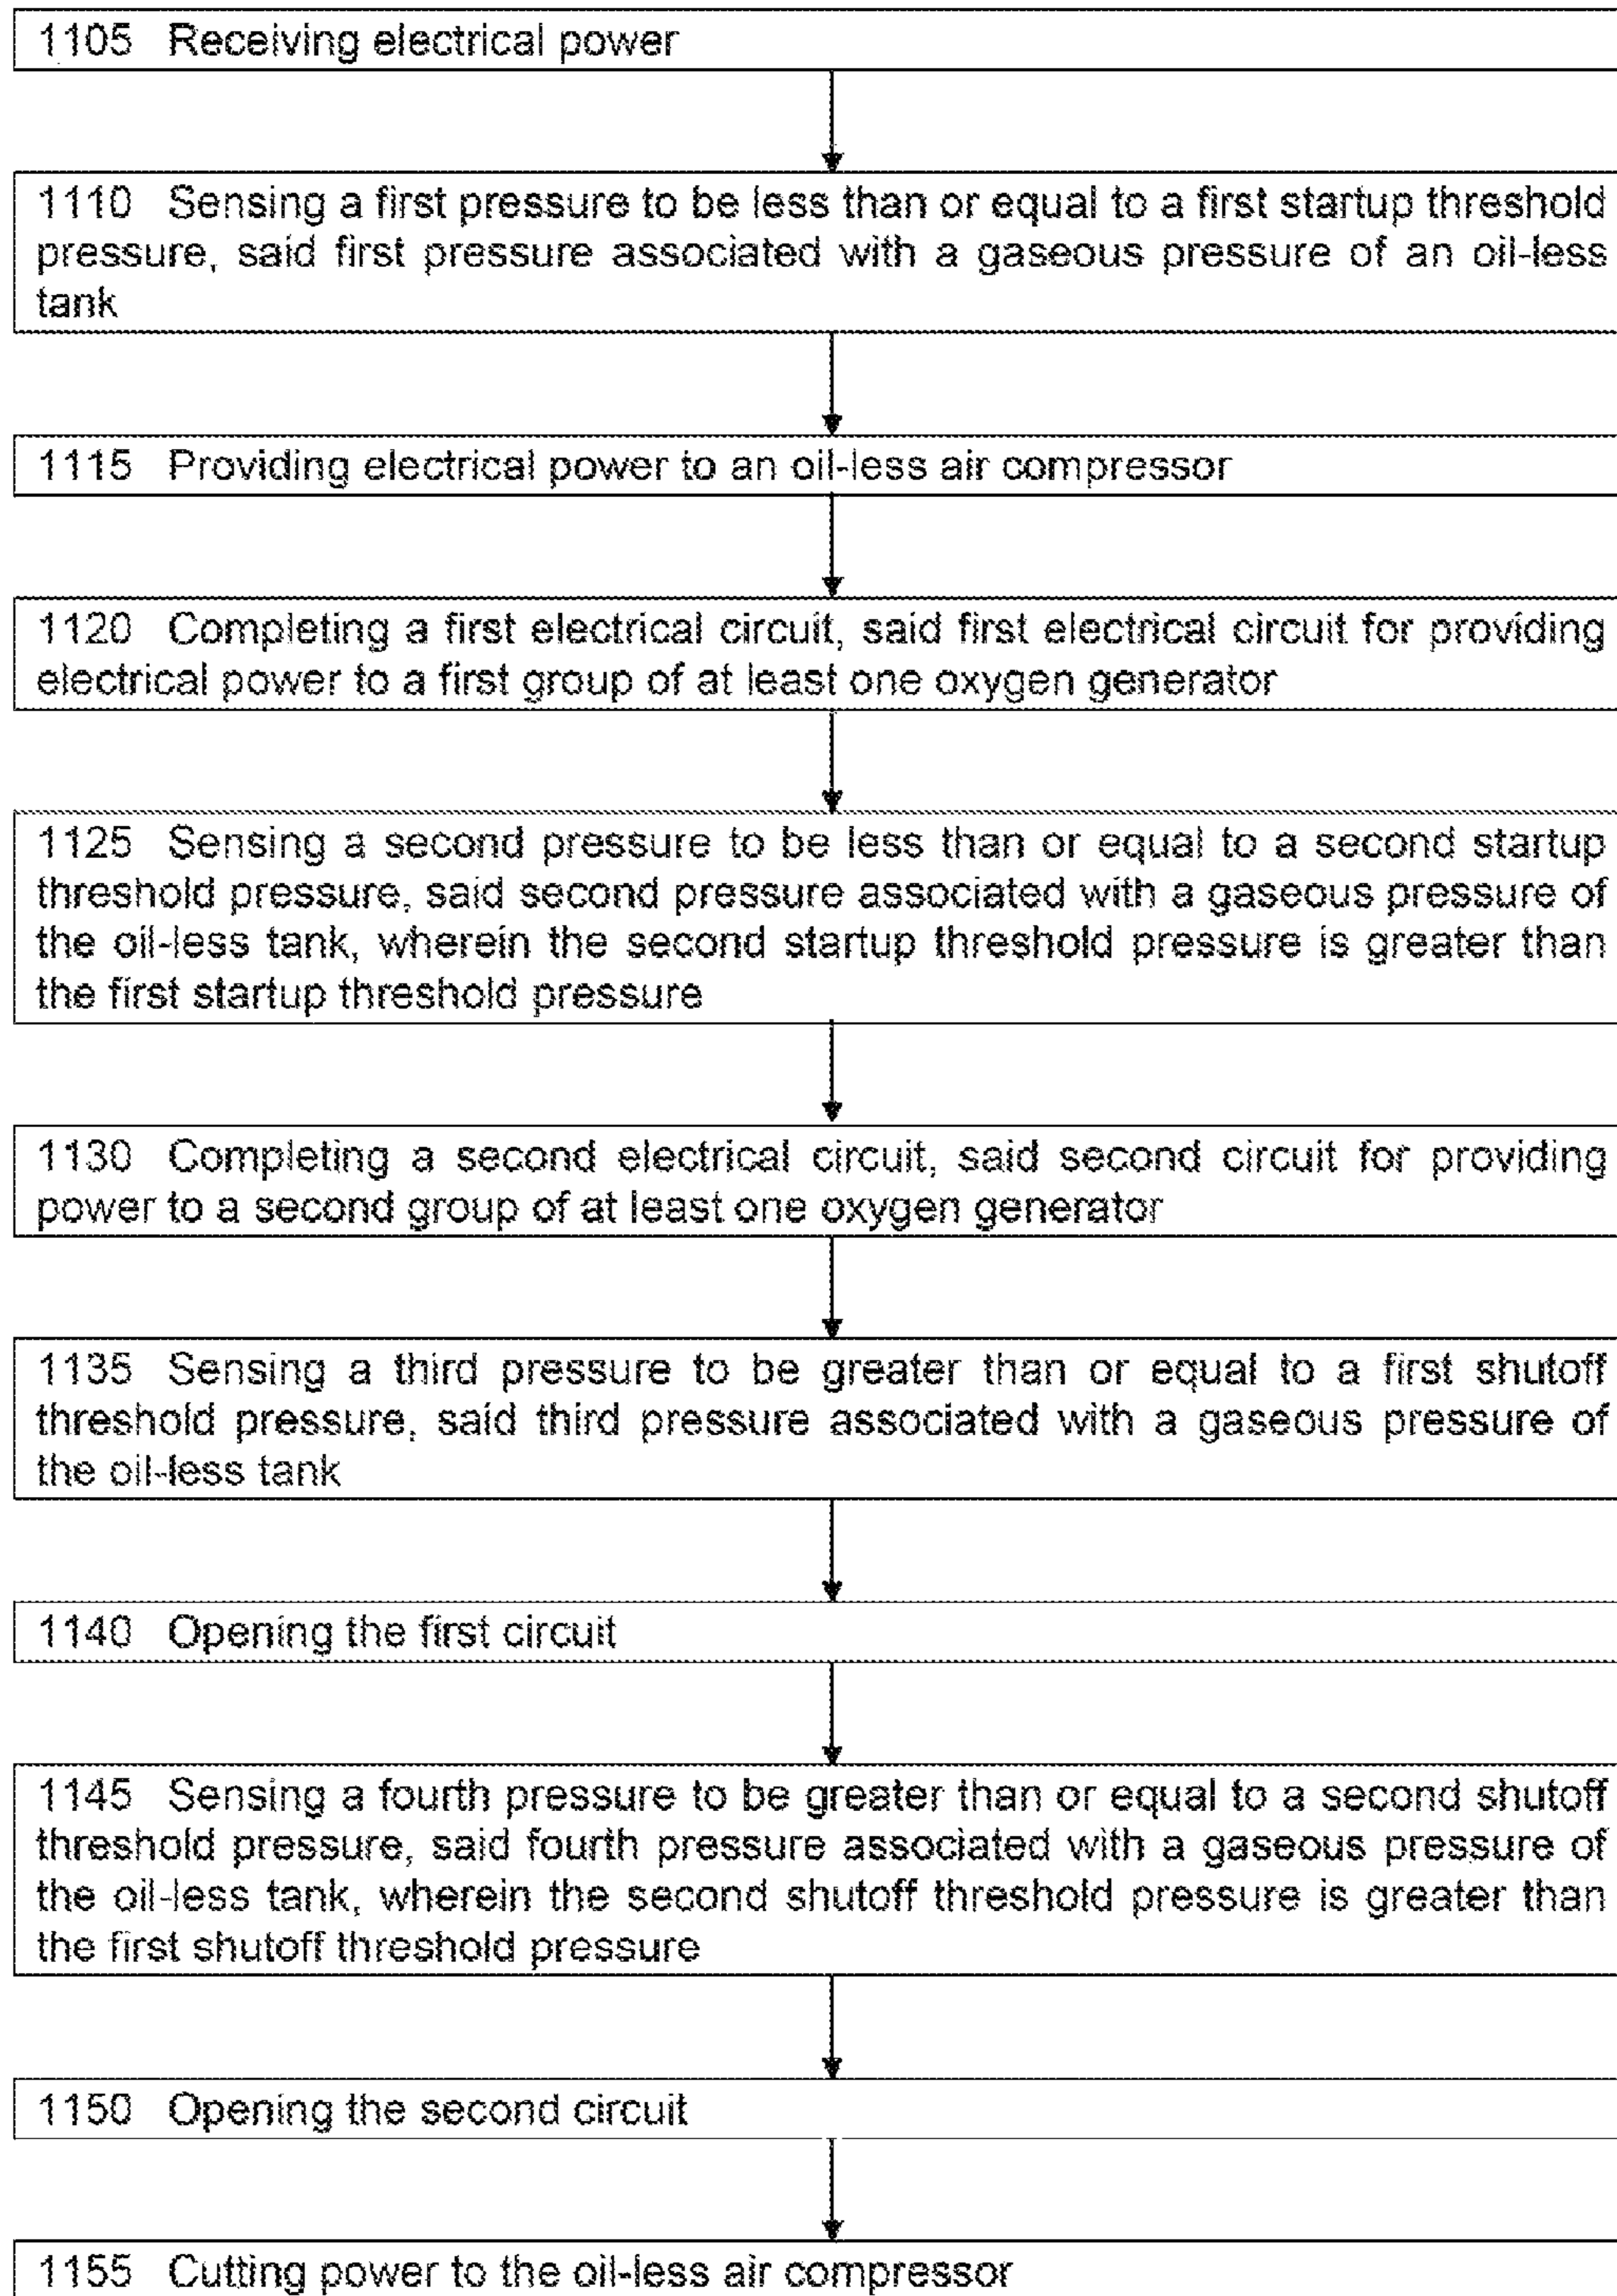 1105 Receiving electrical power
1110 Sensing a first pressure to be less than or equal to a first startup threshold
pressure, said first pressure associated with a gaseous pressure of an oil-less
tank
1115 Providing electrical power to an oil-less air compressor
1120 Completing a first electrical circuit, said first electrical circuit for providing
electrical power to a first group of at least one oxygen generator
1125 Sensing a second pressure to be less than or equal to a second startup
threshold pressure, said second pressure associated with a gaseous pressure of
the oil-less tank, wherein the second startup threshold pressure is greater than
the first startup threshold pressure
1130 Completing a second electrical circuit, said second circuit for providing
power to a second group of at least one oxygen generator
1135 Sensing a third pressure to be greater than or equal to a first shutoff
threshold pressure, said third pressure associated with a gaseous pressure of
the oil-less tank
1140 Opening the first circuit
1145 Sensing a fourth pressure to be greater than or equal to a second shutoff
threshold pressure, said fourth pressure associated with a gaseous pressure of
the oil-less tank, wherein the second shutoff threshold pressure is greater than
the first shutoff threshold pressure
1150 Opening the second circuit
1155 Cutting power to the oil-less air compressor